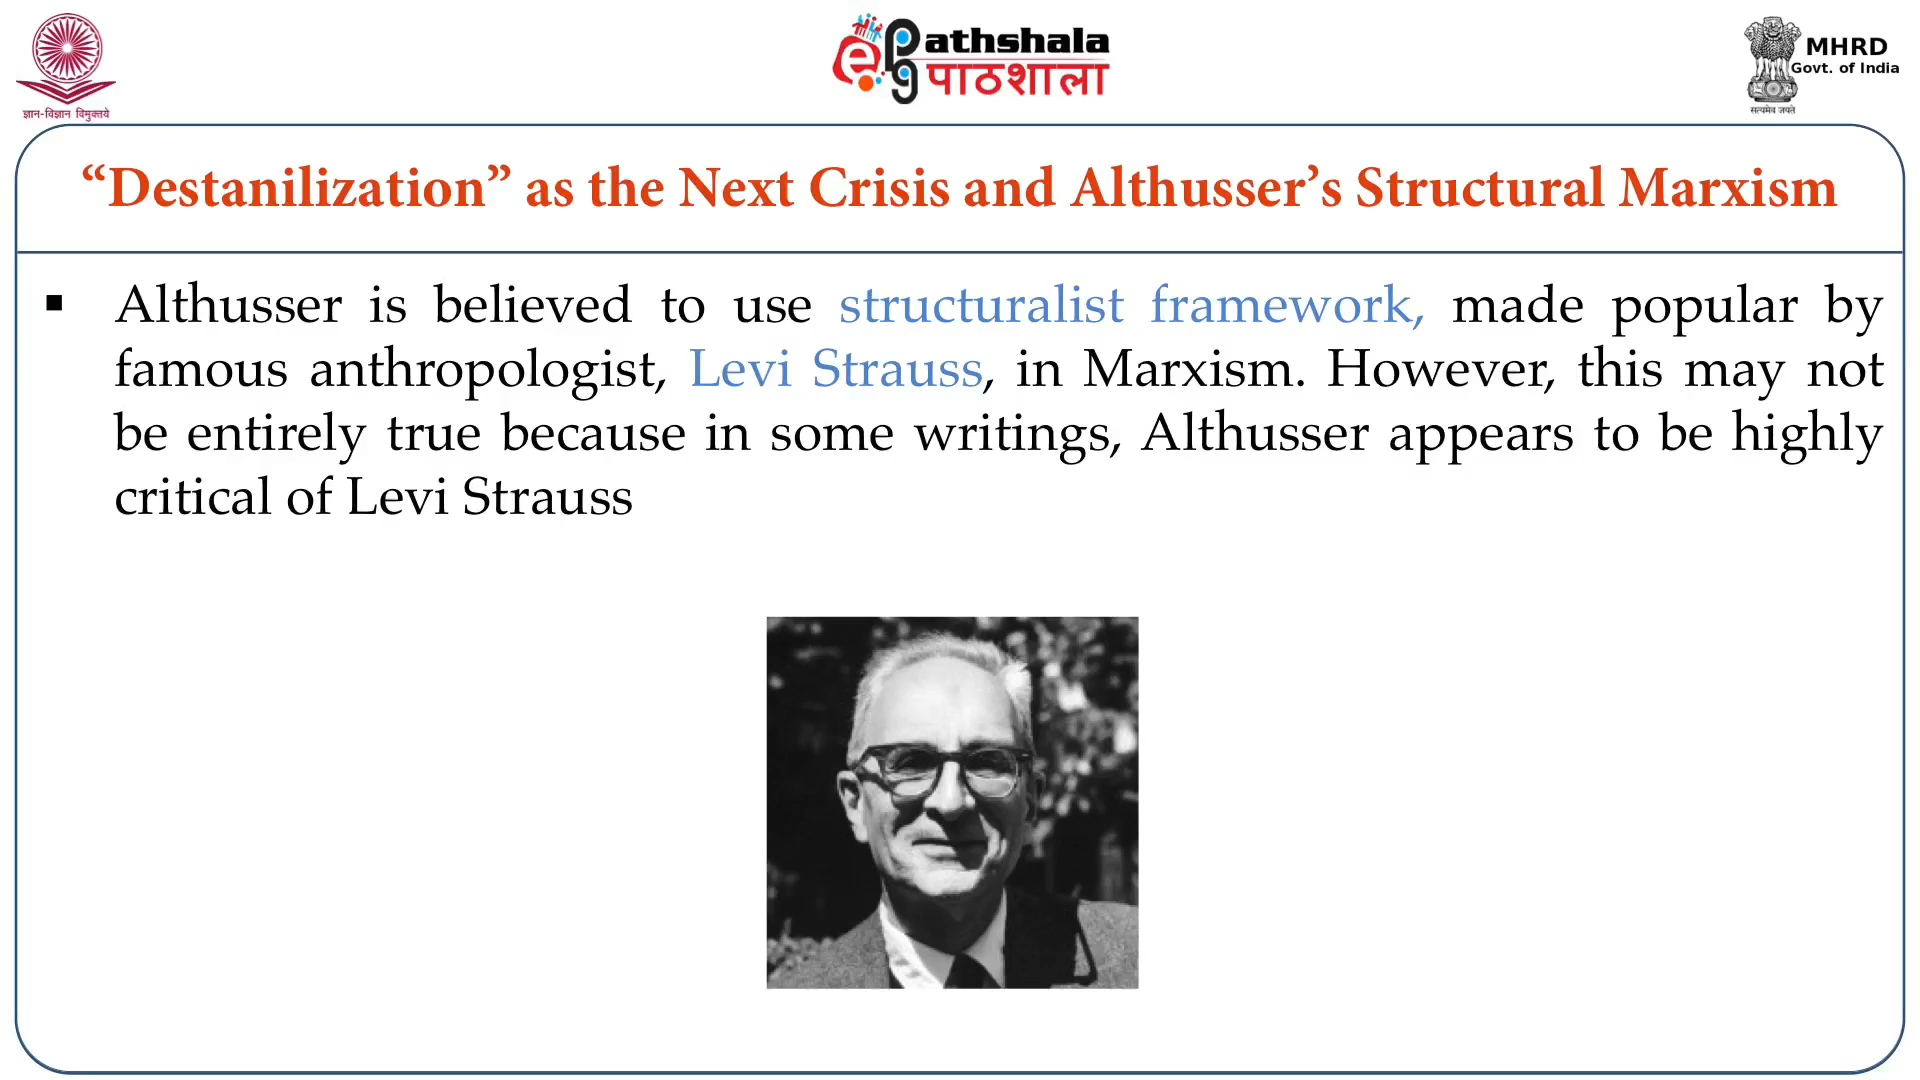 ज्ञान-विज्ञान विमुक्तये
ePG athshala
पाठशाला
MHRD
Govt. of India
सत्यमेव जयते
“Destanilization” as the Next Crisis and Althusser’s Structural Marxism
▪ Althusser is believed to use structuralist framework, made popular by
famous anthropologist, Levi Strauss, in Marxism. However, this may not
be entirely true because in some writings, Althusser appears to be highly
critical of Levi Strauss